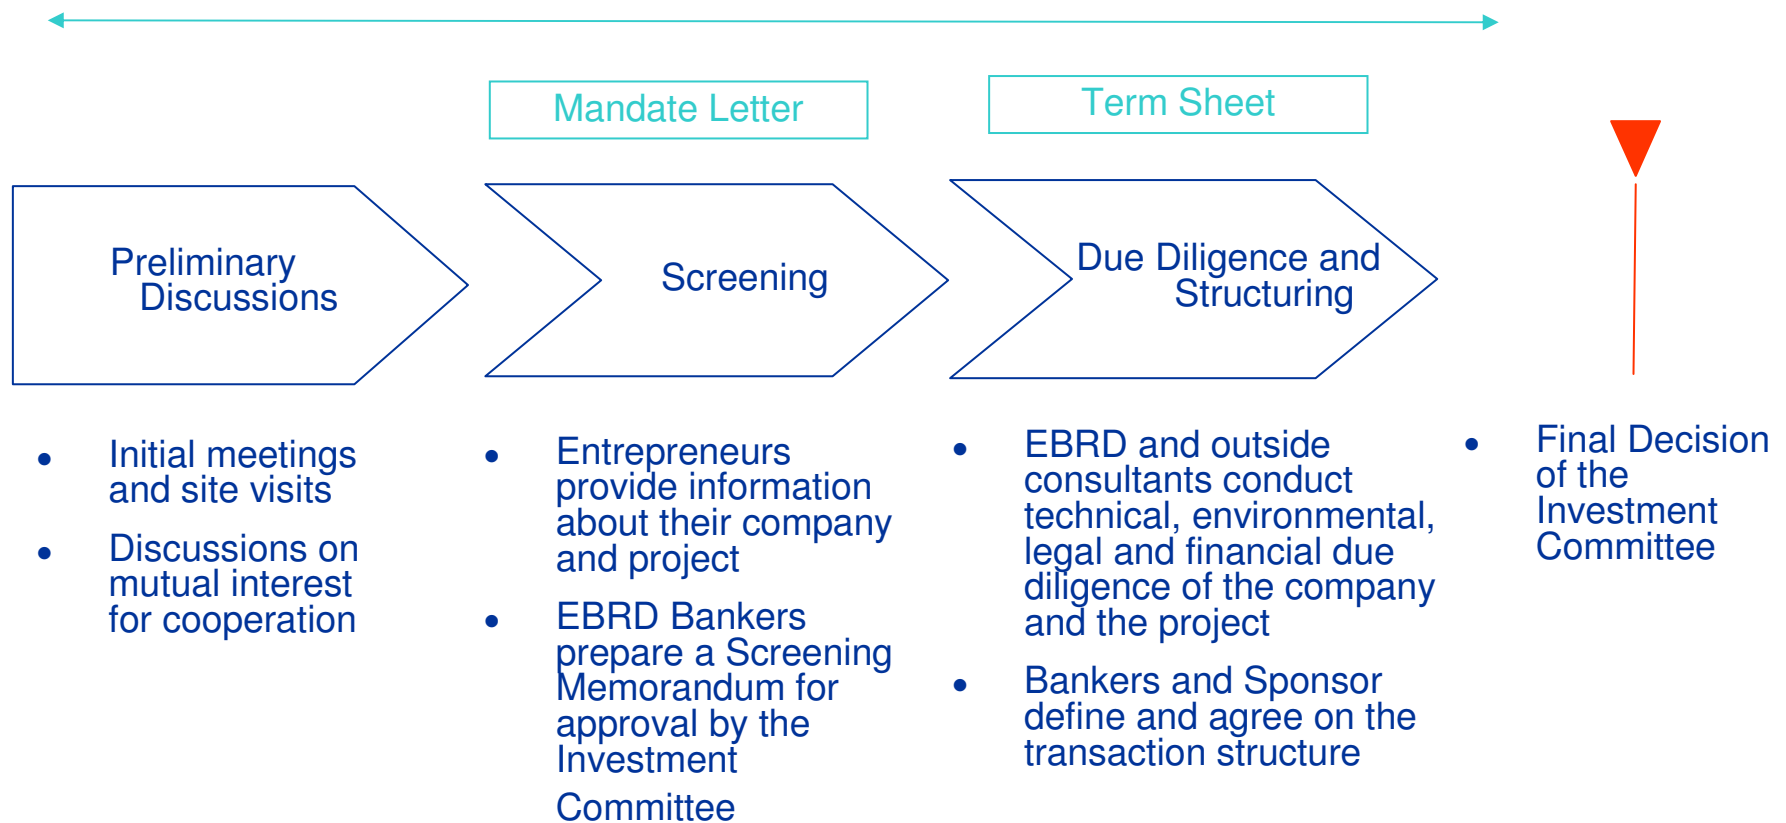 Mandate Letter
Term Sheet
Preliminary
Discussions
Screening
Due Diligence and
Structuring
• Initial meetings
and site visits
• Discussions on
mutual interest
for cooperation
• Entrepreneurs
provide information
about their company
and project
• EBRD Bankers
prepare a Screening
Memorandum for
approval by the
Investment
Committee
• EBRD and outside
consultants conduct
technical, environmental,
legal and financial due
diligence of the company
and the project
• Bankers and Sponsor
define and agree on the
transaction structure
• Final Decision
of the
Investment
Committee